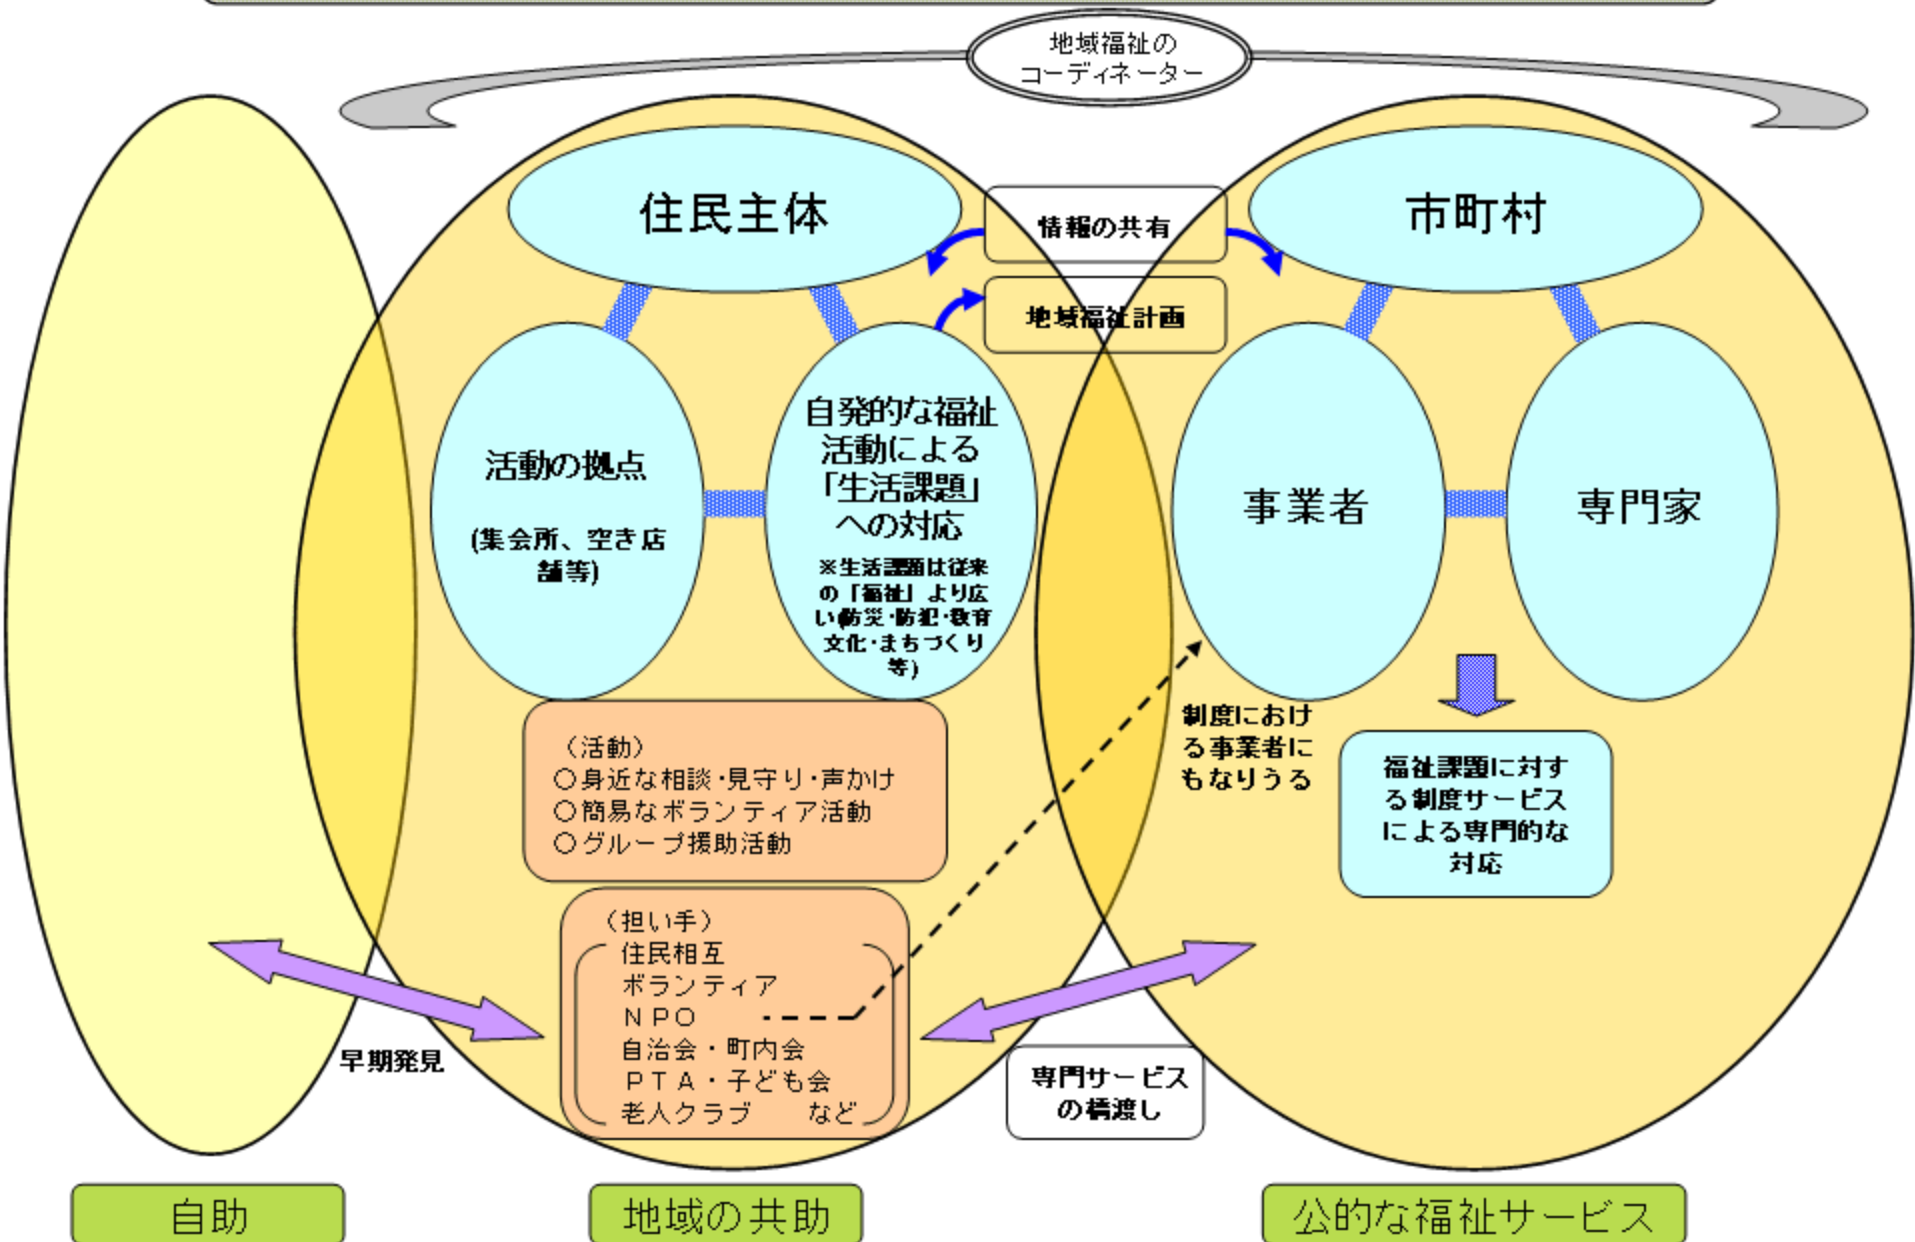 地域福祉の
コーディネーター
住民主体
情報の共有
市町村
地域福祉計画
活動の拠点
(集会所、空き店
舗等)
自発的な福祉
活動による
「生活課題」
への対応
※生活課題は従来
の「福祉」より広
い(防災・防犯・教育
文化・まちづくり
等)
事業者
専門家
(活動)
○身近な相談・見守り・声かけ
○簡易なボランティア活動
○グループ援助活動
制度におけ
る事業者に
もなりうる
福祉課題に対す
る制度サービス
による専門的な
対応
(担い手)
住民相互
ボランティア
NPO
自治会・町内会
PTA・子ども会
老人クラブ など
早期発見
専門サービス
の橋渡し
自助
地域の共助
公的な福祉サービス